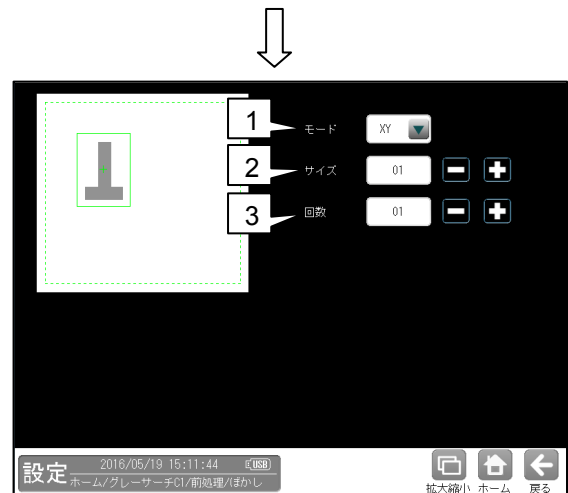 1 モード XY
2 サイズ 01
3 回数 01
設定 2016/05/19 15:11:44 USB
ホーム/グレーサーチC1/前処理/ぼかし
拡大縮小 ホーム 戻る